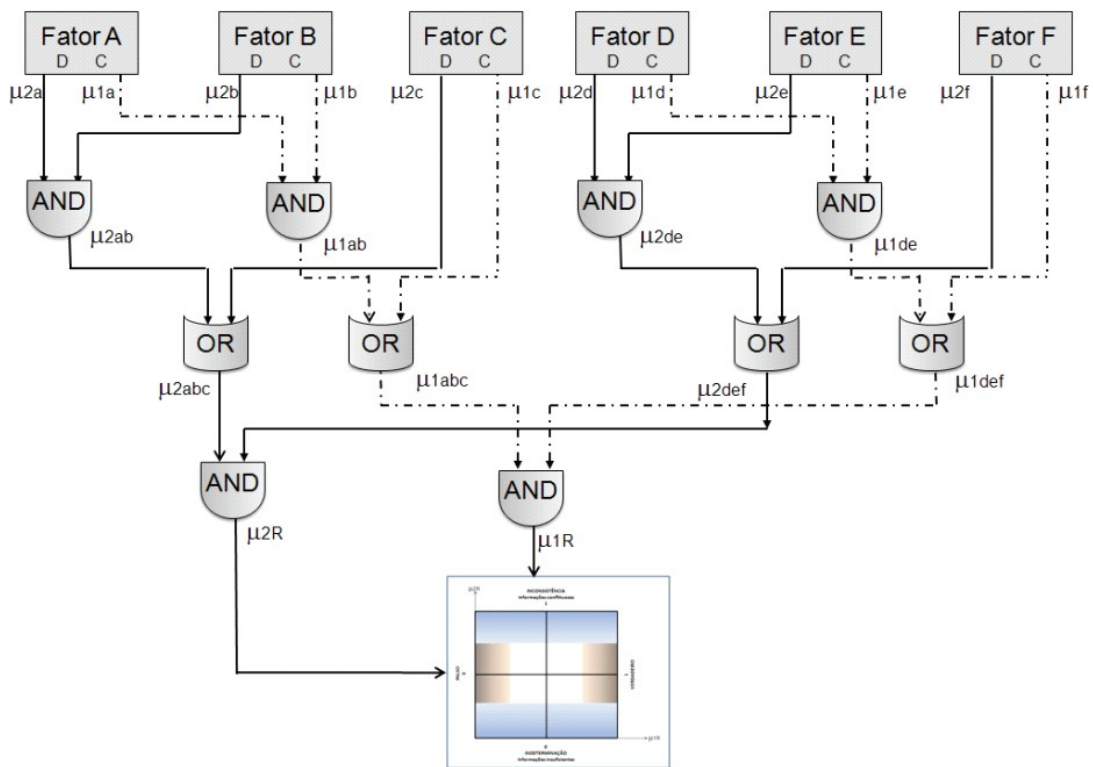 Fator A Fator B Fator C Fator D Fator E Fator F
D C D C D C D C D C D C
μ2a μ1a μ2b μ1b μ2c μ1c μ2d μ1d μ2e μ1e μ2f μ1f
AND AND AND AND
μ2ab μ1ab μ2de μ1de
OR OR OR OR
μ2abc μ1abc μ2def μ1def
AND AND
μ2R μ1R
INCONSISTÊNCIA
Informações conflituosas
μ2R
FALSO
VERDADEIRO
μ1R
INDETERMINAÇÃO
Informações insuficientes